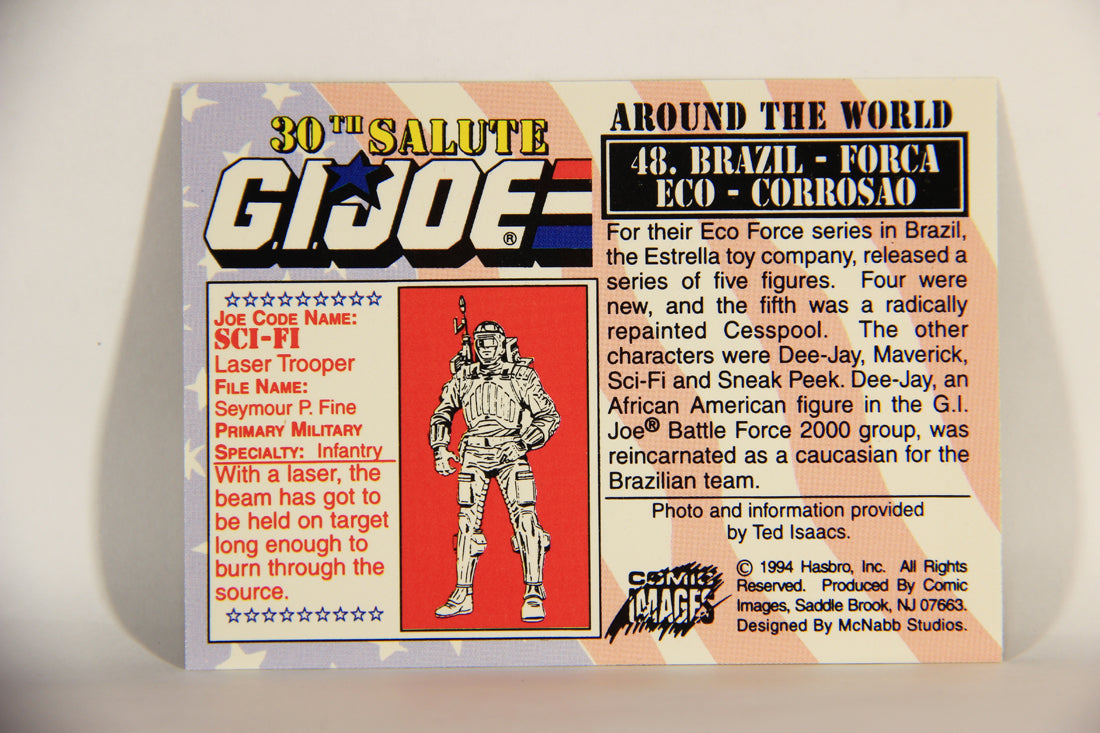 30TH SALUTE
G.I. JOE®
★★★★★★★★★
JOE CODE NAME:
SCI-FI
Laser Trooper
FILE NAME:
Seymour P. Fine
PRIMARY MILITARY
SPECIALTY: Infantry
With a laser, the
beam has got to
be held on target
long enough to
burn through the
source.
AROUND THE WORLD
48. BRAZIL - FORCA
ECO - CORROSAO
For their Eco Force series in Brazil,
the Estrella toy company, released a
series of five figures. Four were
new, and the fifth was a radically
repainted Cesspool. The other
characters were Dee-Jay, Maverick,
Sci-Fi and Sneak Peek. Dee-Jay, an
African American figure in the G.I.
Joe® Battle Force 2000 group, was
reincarnated as a caucasian for the
Brazilian team.
Photo and information provided
by Ted Isaacs.
COMIC
IMAGES
© 1994 Hasbro, Inc. All Rights
Reserved. Produced By Comic
Images, Saddle Brook, NJ 07663.
Designed By McNabb Studios.